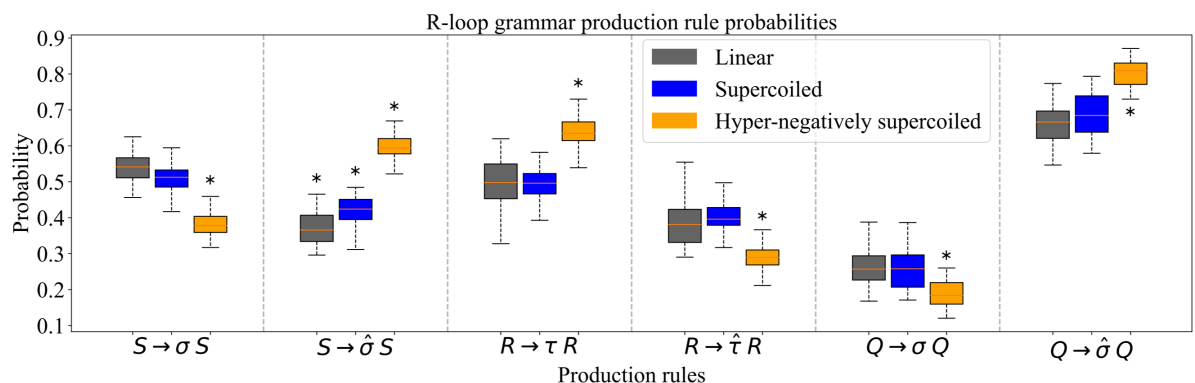 R-loop grammar production rule probabilities
Probability
0.9
0.8
0.7
0.6
0.5
0.4
0.3
0.2
0.1
Linear
Supercoiled
Hyper-negatively supercoiled
*
*
*
*
*
*
*
*
S → σ S
S → σ̂ S
R → τ R
R → τ̂ R
Q → σ Q
Q → σ̂ Q
Production rules